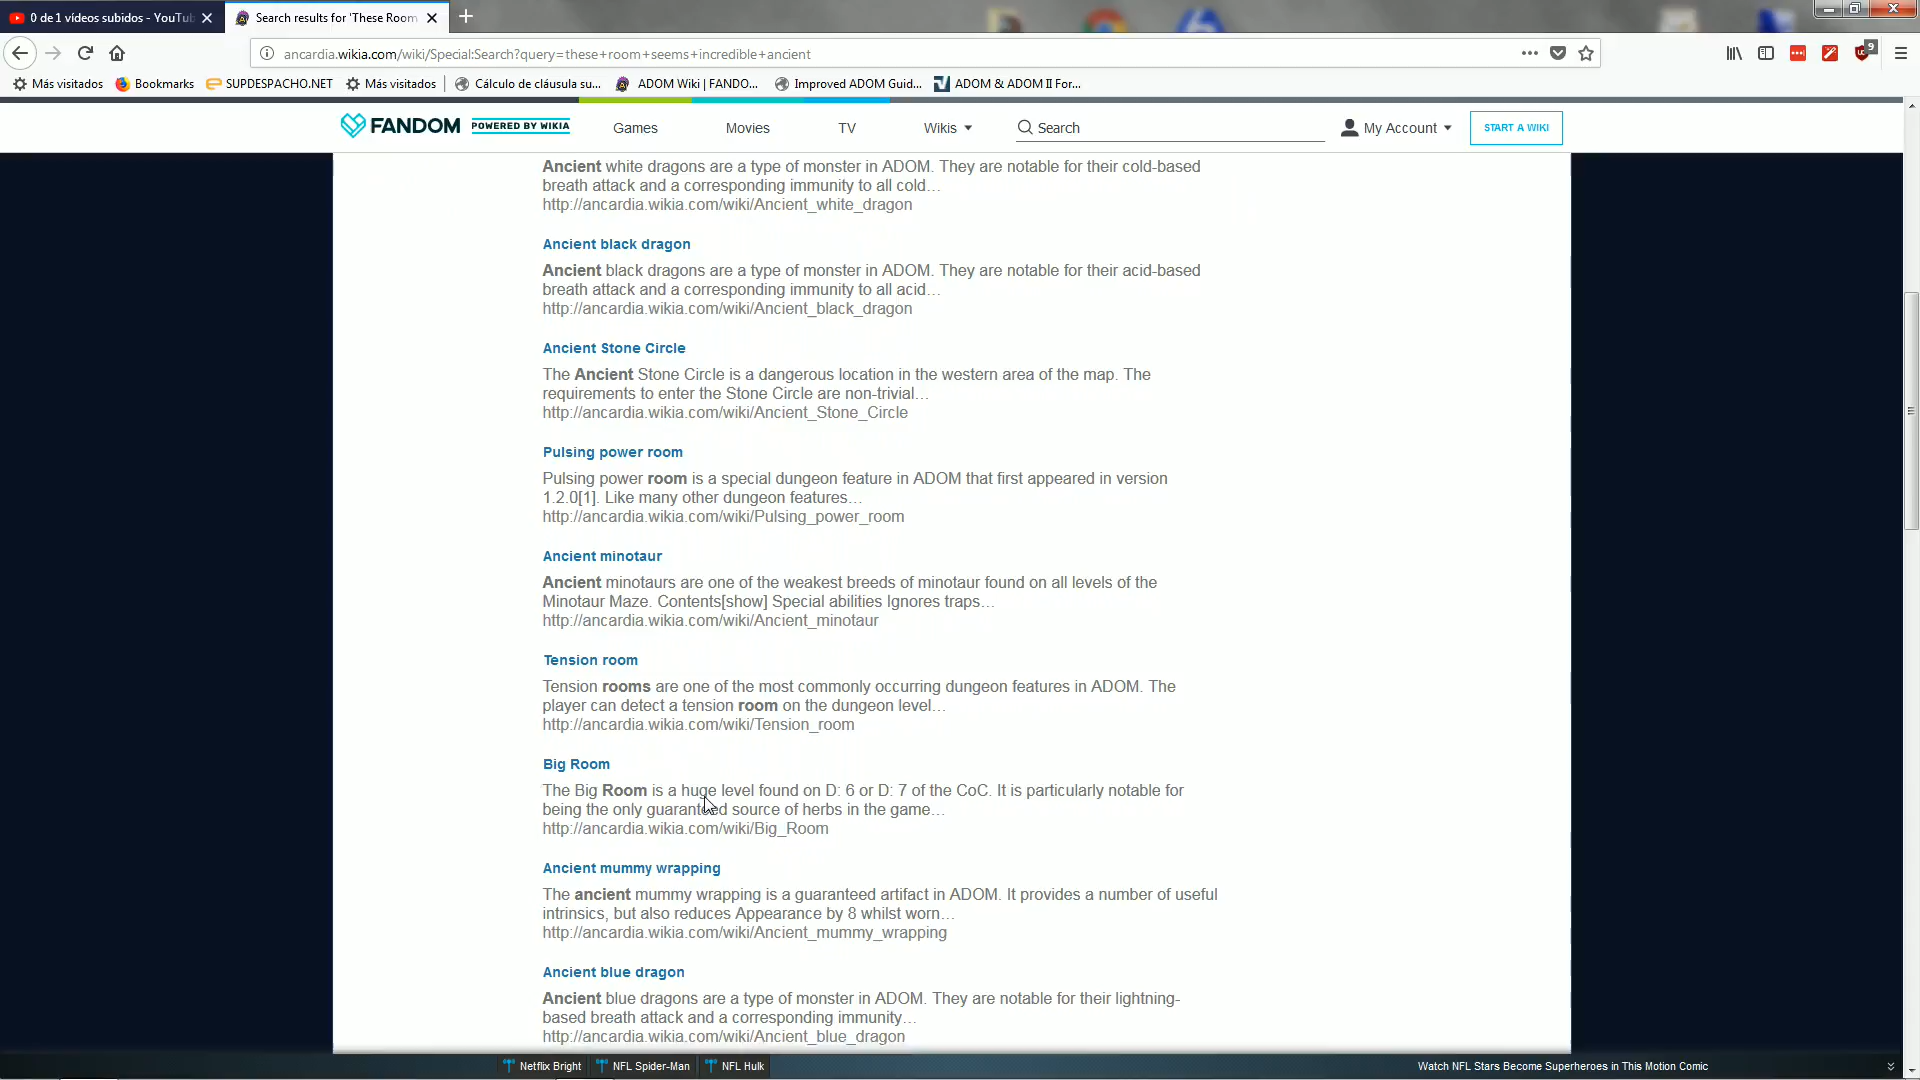 0 de 1 vídeos subidos - YouTub
Search results for 'These Room
ancardia.wikia.com/wiki/Special:Search?query=these+room+seems+incredible+ancient
9
Más visitados
Bookmarks
SUPDESPACHO.NET
Más visitados
Cálculo de cláusula su...
ADOM Wiki | FANDO...
Improved ADOM Guid...
ADOM & ADOM II For...
FANDOM POWERED BY WIKIA
Games
Movies
TV
Wikis
Search
My Account
START A WIKI
Ancient white dragons are a type of monster in ADOM. They are notable for their cold-based
breath attack and a corresponding immunity to all cold…
http://ancardia.wikia.com/wiki/Ancient_white_dragon
Ancient black dragon
Ancient black dragons are a type of monster in ADOM. They are notable for their acid-based
breath attack and a corresponding immunity to all acid…
http://ancardia.wikia.com/wiki/Ancient_black_dragon
Ancient Stone Circle
The Ancient Stone Circle is a dangerous location in the western area of the map. The
requirements to enter the Stone Circle are non-trivial…
http://ancardia.wikia.com/wiki/Ancient_Stone_Circle
Pulsing power room
Pulsing power room is a special dungeon feature in ADOM that first appeared in version
1.2.0[1]. Like many other dungeon features…
http://ancardia.wikia.com/wiki/Pulsing_power_room
Ancient minotaur
Ancient minotaurs are one of the weakest breeds of minotaur found on all levels of the
Minotaur Maze. Contents[show] Special abilities Ignores traps…
http://ancardia.wikia.com/wiki/Ancient_minotaur
Tension room
Tension rooms are one of the most commonly occurring dungeon features in ADOM. The
player can detect a tension room on the dungeon level…
http://ancardia.wikia.com/wiki/Tension_room
Big Room
The Big Room is a huge level found on D: 6 or D: 7 of the CoC. It is particularly notable for
being the only guaranteed source of herbs in the game…
http://ancardia.wikia.com/wiki/Big_Room
Ancient mummy wrapping
The ancient mummy wrapping is a guaranteed artifact in ADOM. It provides a number of useful
intrinsics, but also reduces Appearance by 8 whilst worn…
http://ancardia.wikia.com/wiki/Ancient_mummy_wrapping
Ancient blue dragon
Ancient blue dragons are a type of monster in ADOM. They are notable for their lightning-
based breath attack and a corresponding immunity…
http://ancardia.wikia.com/wiki/Ancient_blue_dragon
Netflix Bright
NFL Spider-Man
NFL Hulk
Watch NFL Stars Become Superheroes in This Motion Comic